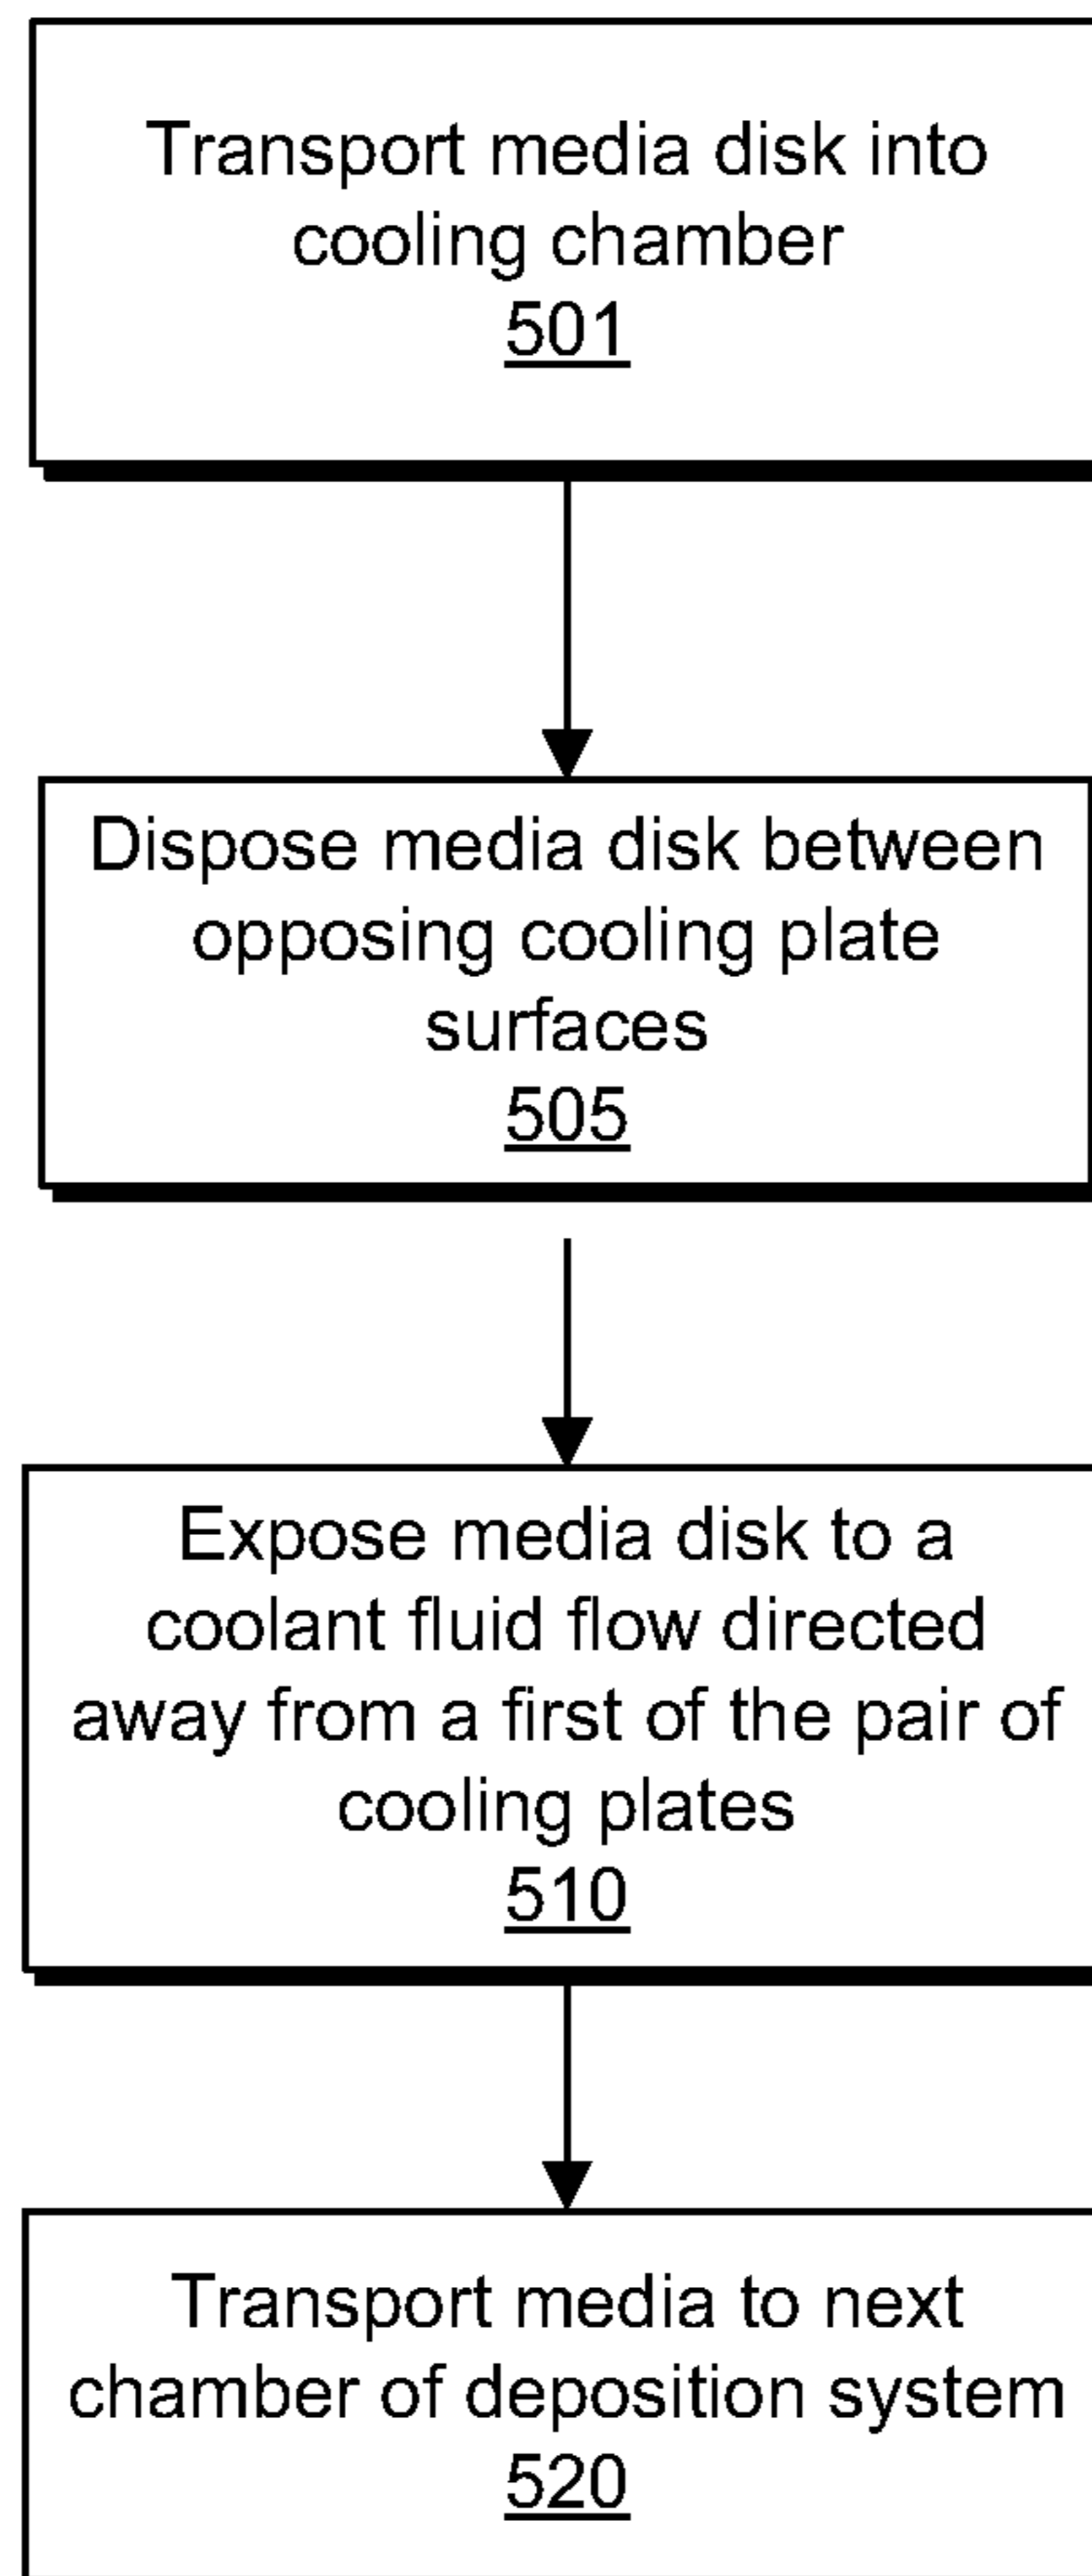 Transport media disk into
cooling chamber
501
Dispose media disk between
opposing cooling plate
surfaces
505
Expose media disk to a
coolant fluid flow directed
away from a first of the pair of
cooling plates
510
Transport media to next
chamber of deposition system
520